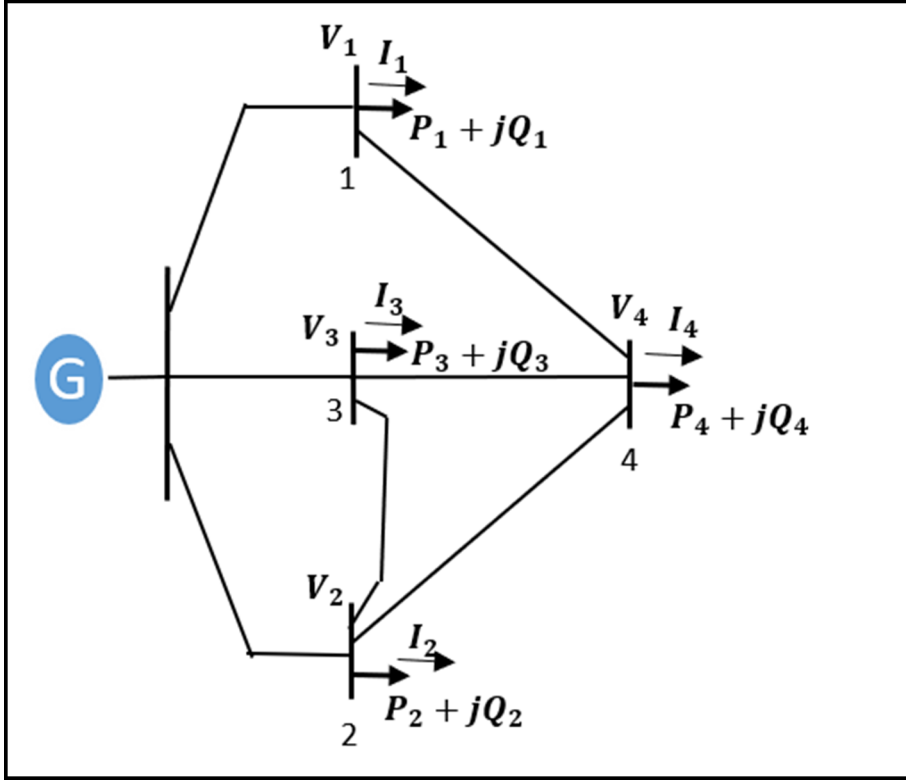 V₁ I₁
P₁ + jQ₁
1
I₃
V₃
P₃ + jQ₃
3
V₄ I₄
P₄ + jQ₄
4
G
V₂
I₂
P₂ + jQ₂
2